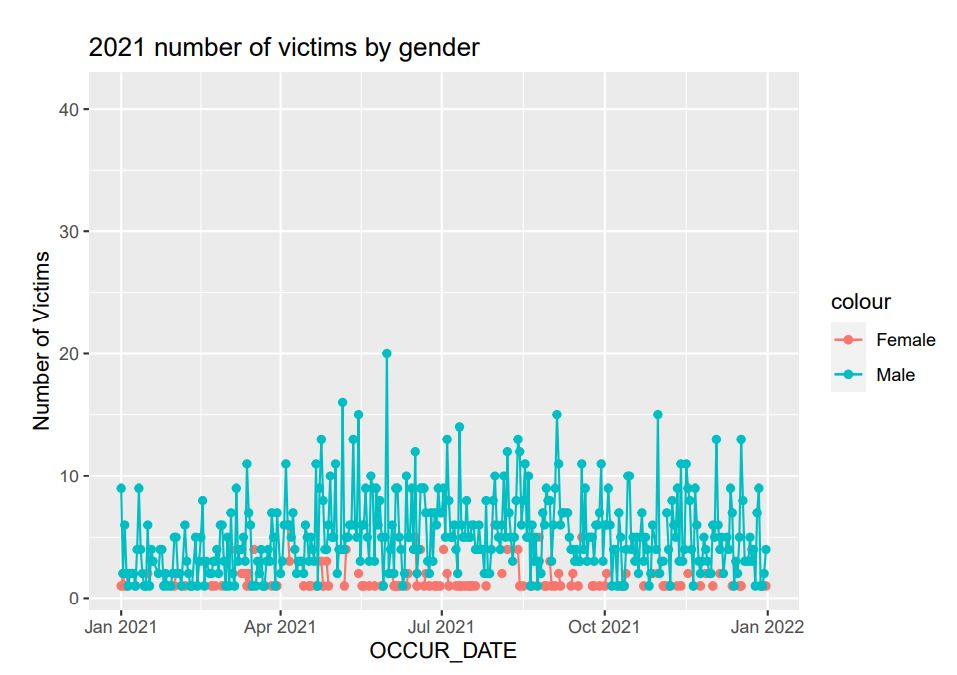 2021 number of victims by gender
Number of Victims
40
30
20
10
0
Jan 2021 Apr 2021 Jul 2021 Oct 2021 Jan 2022
OCCUR_DATE
colour
Female
Male